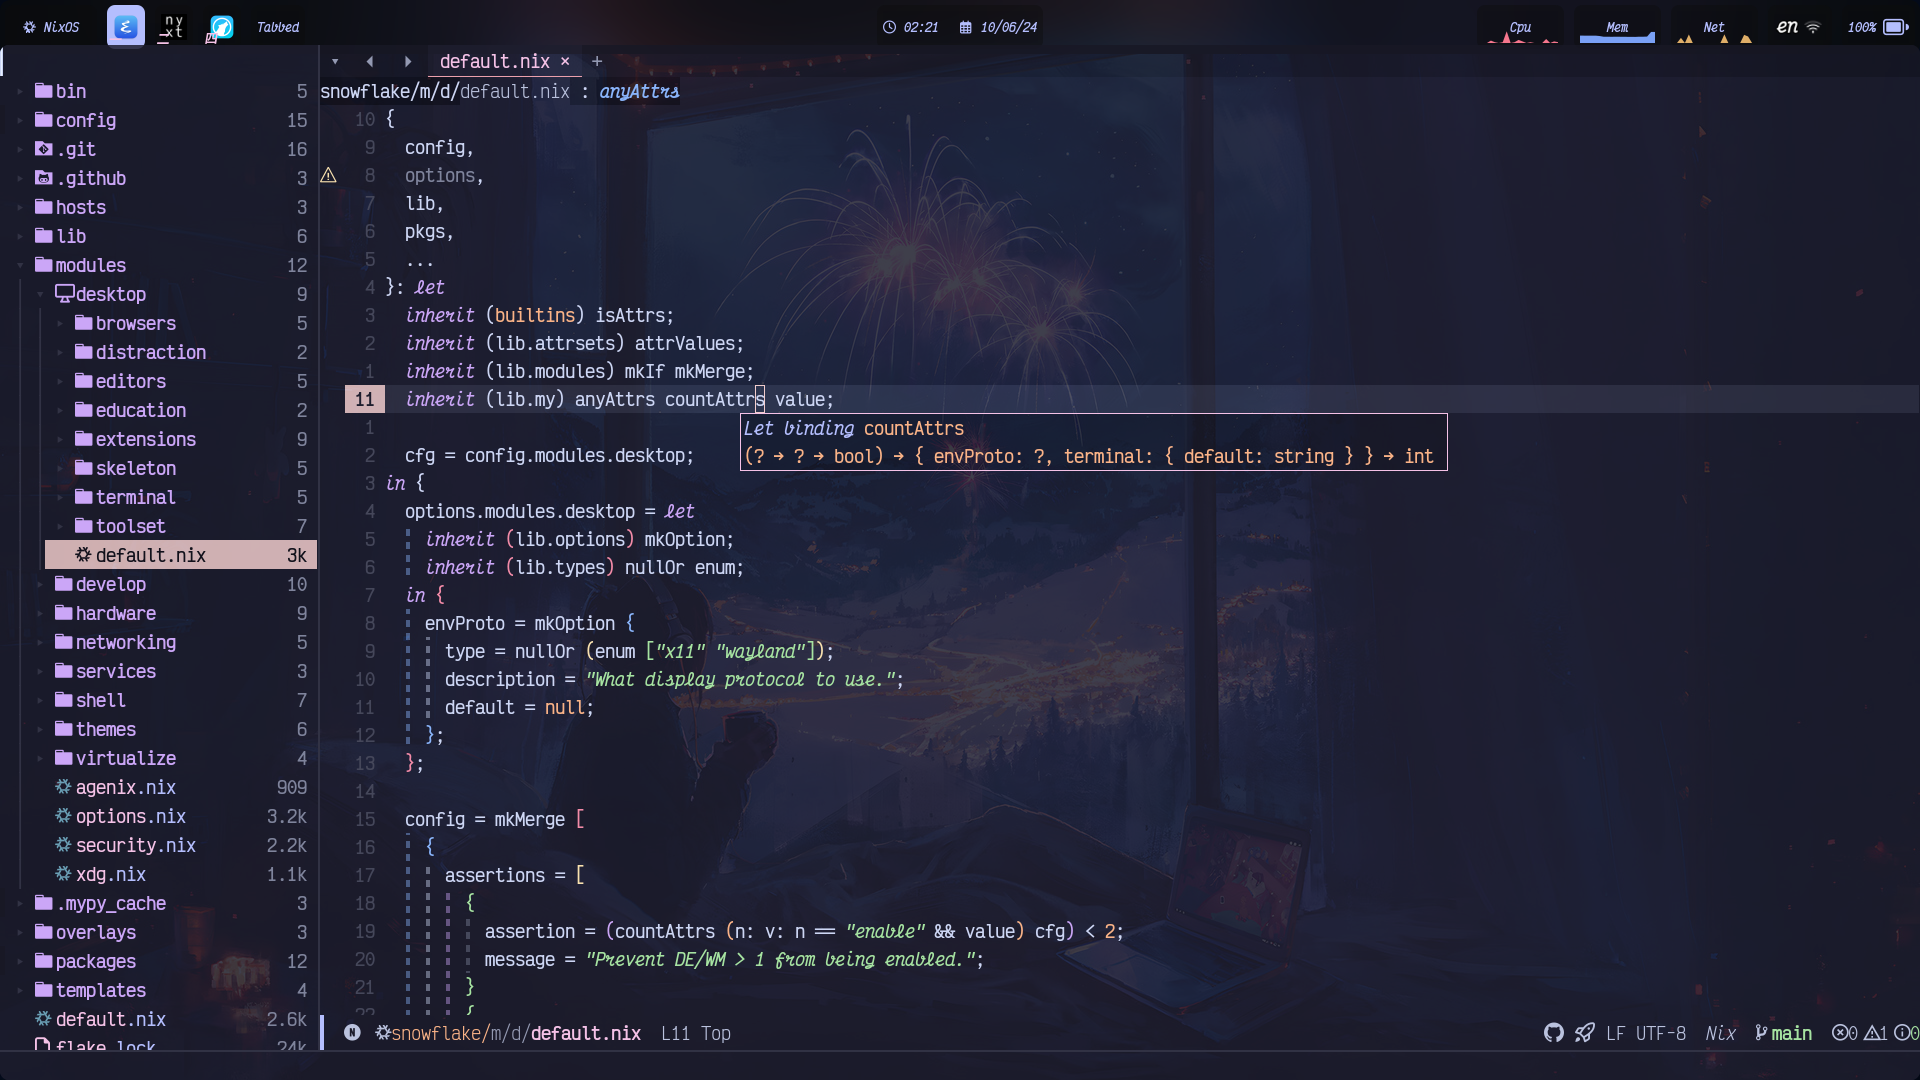 NixOS
ny
xt
Tabbed
02:21 10/06/24
Cpu
Mem
Net
en
100%
bin 5
config 15
.git 16
.github 3
hosts 3
lib 6
modules 12
desktop 9
browsers 5
distraction 2
editors 5
education 2
extensions 9
skeleton 5
terminal 5
toolset 7
default.nix 3k
develop 10
hardware 9
networking 5
services 3
shell 7
themes 6
virtualize 4
agenix.nix 909
options.nix 3.2k
security.nix 2.2k
xdg.nix 1.1k
.mypy_cache 3
overlays 3
packages 12
templates 4
default.nix 2.6k
flake.lock 24k
default.nix × +
snowflake/m/d/default.nix : anyAttrs
10 {
9 config,
8 options,
7 lib,
6 pkgs,
5 ...
4 }: let
3 inherit (builtins) isAttrs;
2 inherit (lib.attrsets) attrValues;
1 inherit (lib.modules) mkIf mkMerge;
11 inherit (lib.my) anyAttrs countAttrs value;
1
Let binding countAttrs
(? → ? → bool) → { envProto: ?, terminal: { default: string } } → int
2 cfg = config.modules.desktop;
3 in {
4 options.modules.desktop = let
5 inherit (lib.options) mkOption;
6 inherit (lib.types) nullOr enum;
7 in {
8 envProto = mkOption {
9 type = nullOr (enum ["x11" "wayland"]);
10 description = "What display protocol to use.";
11 default = null;
12 };
13 };
14
15 config = mkMerge [
16 {
17 assertions = [
18 {
19 assertion = (countAttrs (n: v: n == "enable" && value) cfg) < 2;
20 message = "Prevent DE/WM > 1 from being enabled.";
21 }
22 {
N snowflake/m/d/default.nix L11 Top
LF UTF-8 Nix main 0 1 0